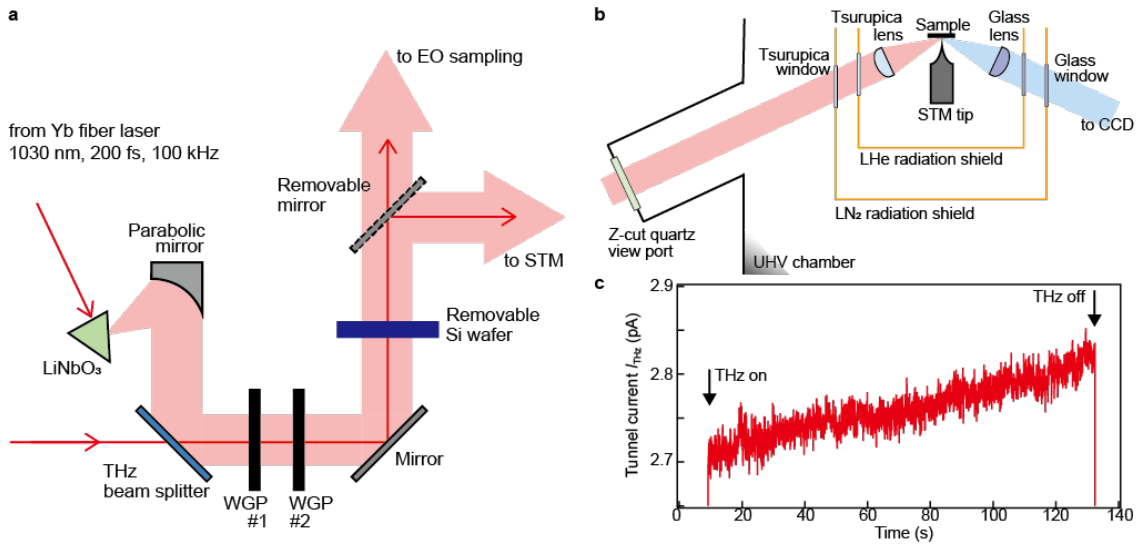 a
to EO sampling
from Yb fiber laser
1030 nm, 200 fs, 100 kHz
Removable
mirror
Parabolic
mirror
to STM
Removable
Si wafer
LiNbO₃
THz
beam splitter
WGP
#1
WGP
#2
Mirror
b
Tsurupica
lens
Sample
Glass
lens
Tsurupica
window
Glass
window
STM tip
to CCD
LHe radiation shield
LN₂ radiation shield
Z-cut quartz
view port
UHV chamber
c
2.9
2.8
2.7
Tunnel current I_THz (pA)
THz on
THz off
0
20
40
60
80
100
120
140
Time (s)